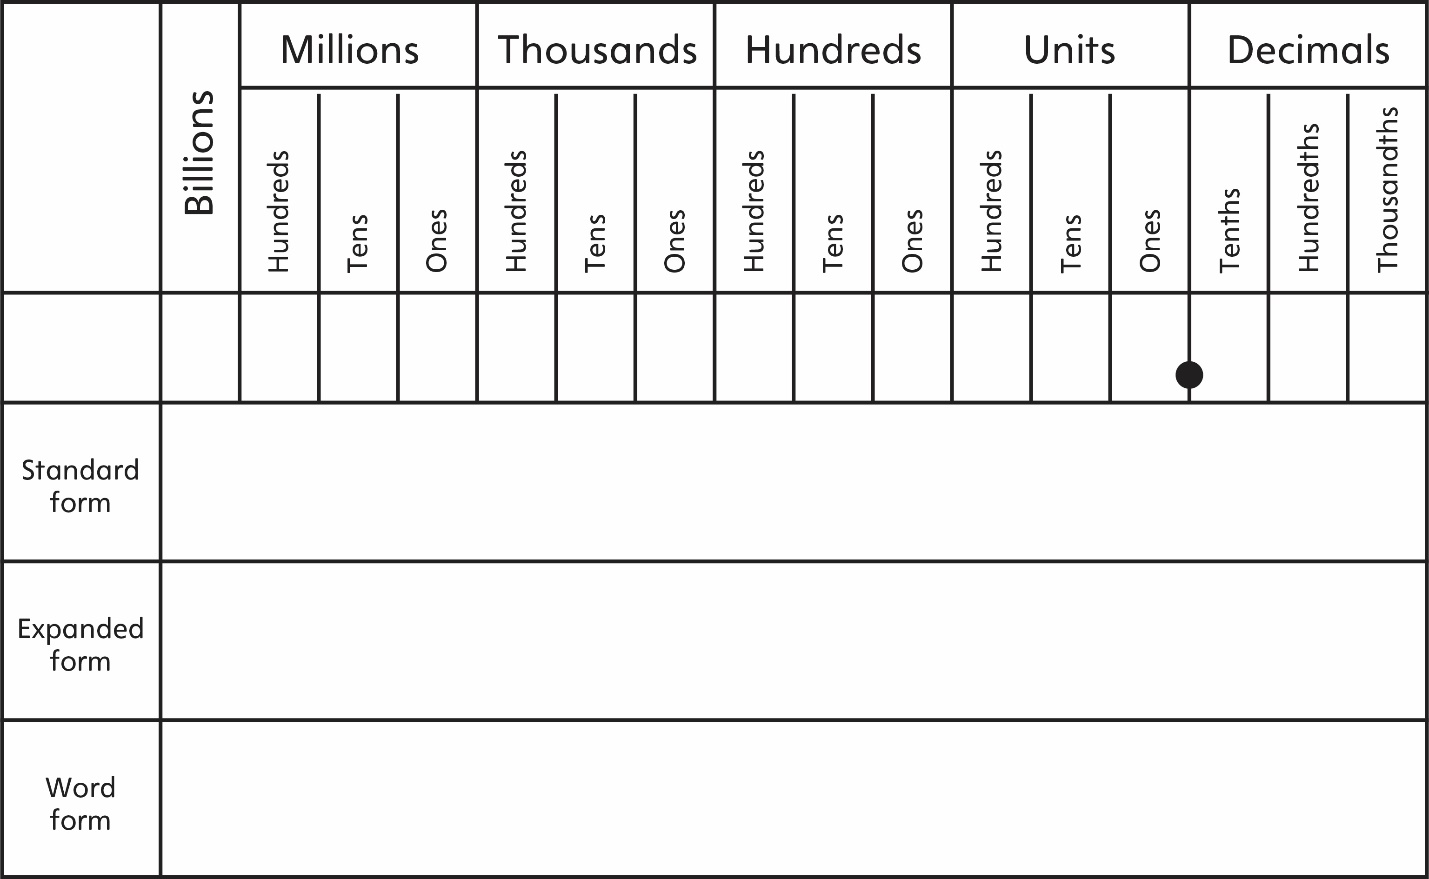 Billions
Millions
Thousands
Hundreds
Units
Decimals
Hundreds
Tens
Ones
Hundreds
Tens
Ones
Hundreds
Tens
Ones
Hundreds
Tens
Ones
Tenths
Hundredths
Thousandths
Standard
form
Expanded
form
Word
form